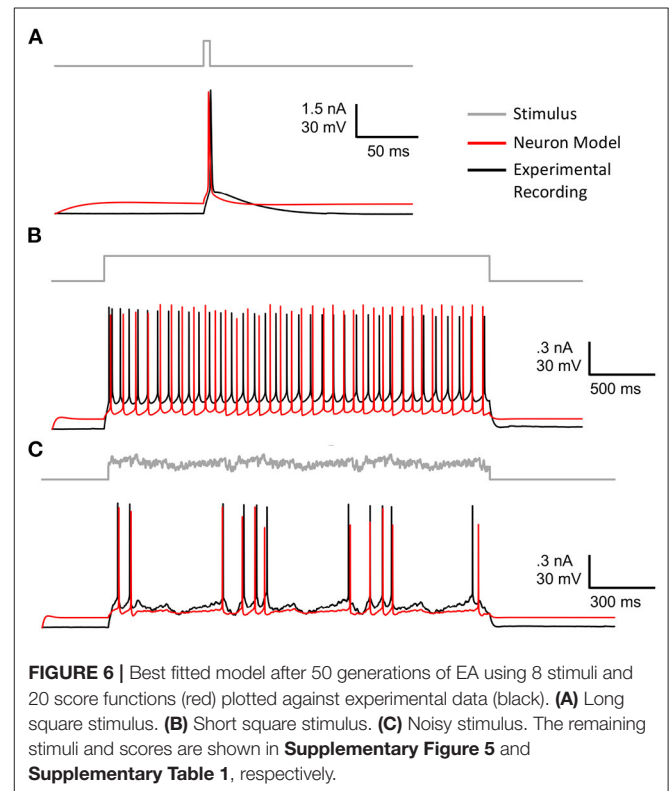 A
1.5 nA
30 mV
50 ms
Stimulus
Neuron Model
Experimental
Recording
B
.3 nA
30 mV
500 ms
C
.3 nA
30 mV
300 ms
FIGURE 6 | Best fitted model after 50 generations of EA using 8 stimuli and
20 score functions (red) plotted against experimental data (black). (A) Long
square stimulus. (B) Short square stimulus. (C) Noisy stimulus. The remaining
stimuli and scores are shown in Supplementary Figure 5 and
Supplementary Table 1, respectively.